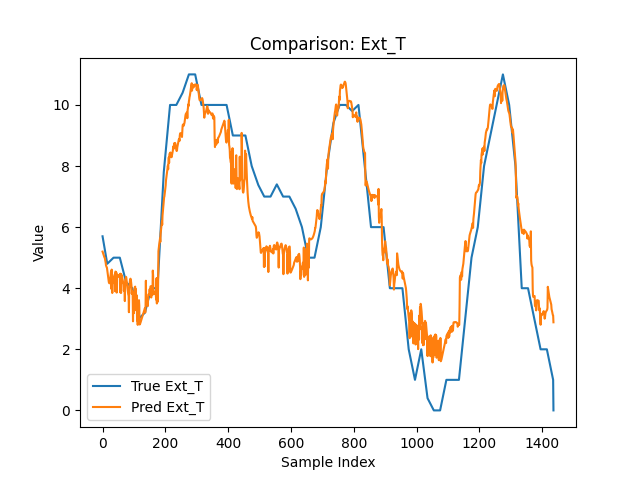 Comparison: Ext_T
Value
10
8
6
4
2
0
True Ext_T
Pred Ext_T
0 200 400 600 800 1000 1200 1400
Sample Index